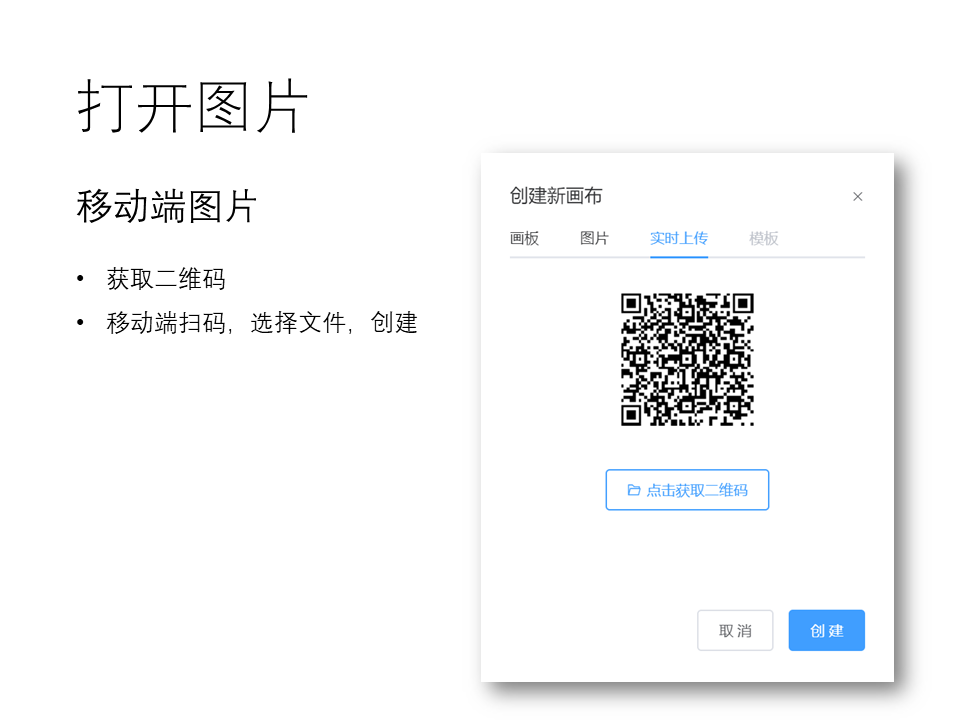 打开图片
移动端图片
• 获取二维码
• 移动端扫码，选择文件，创建
创建新画布
画板 图片 实时上传 模板
点击获取二维码
取消 创建